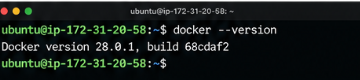 ubuntu@ip-172-31-20-58: ~
ubuntu@ip-172-31-20-58:~$ docker --version
Docker version 28.0.1, build 68cdaf2
ubuntu@ip-172-31-20-58:~$